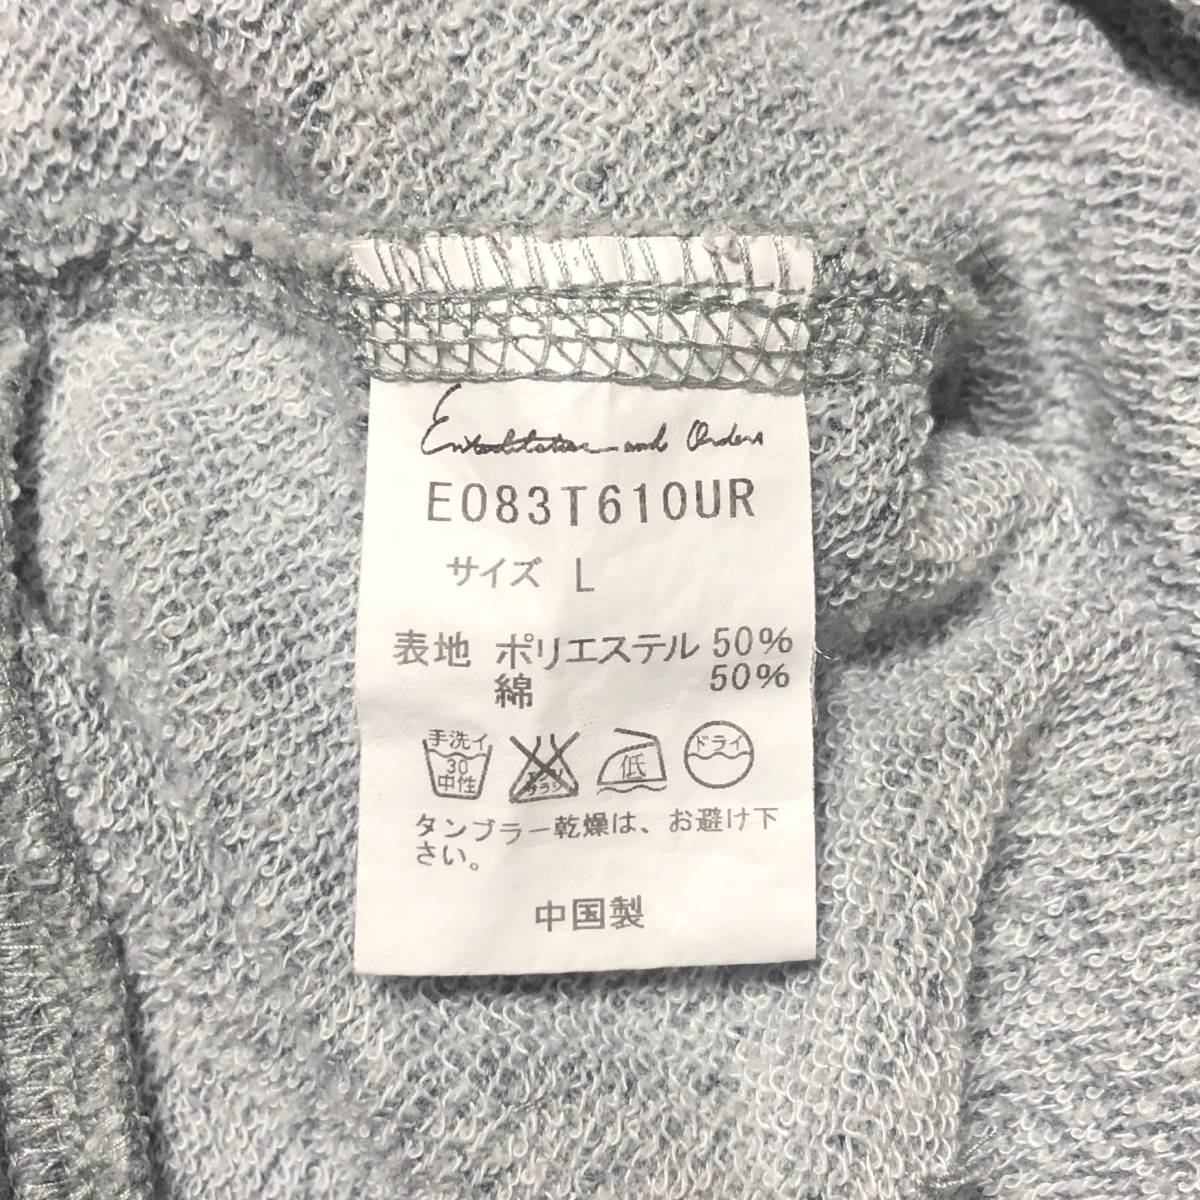 and Orders
E083T610UR
サイズ L
表地 ポリエステル 50%
綿 50%
手洗イ
30
中性
低
ドライ
タンブラー乾燥は、お避け下
さい。
中国製